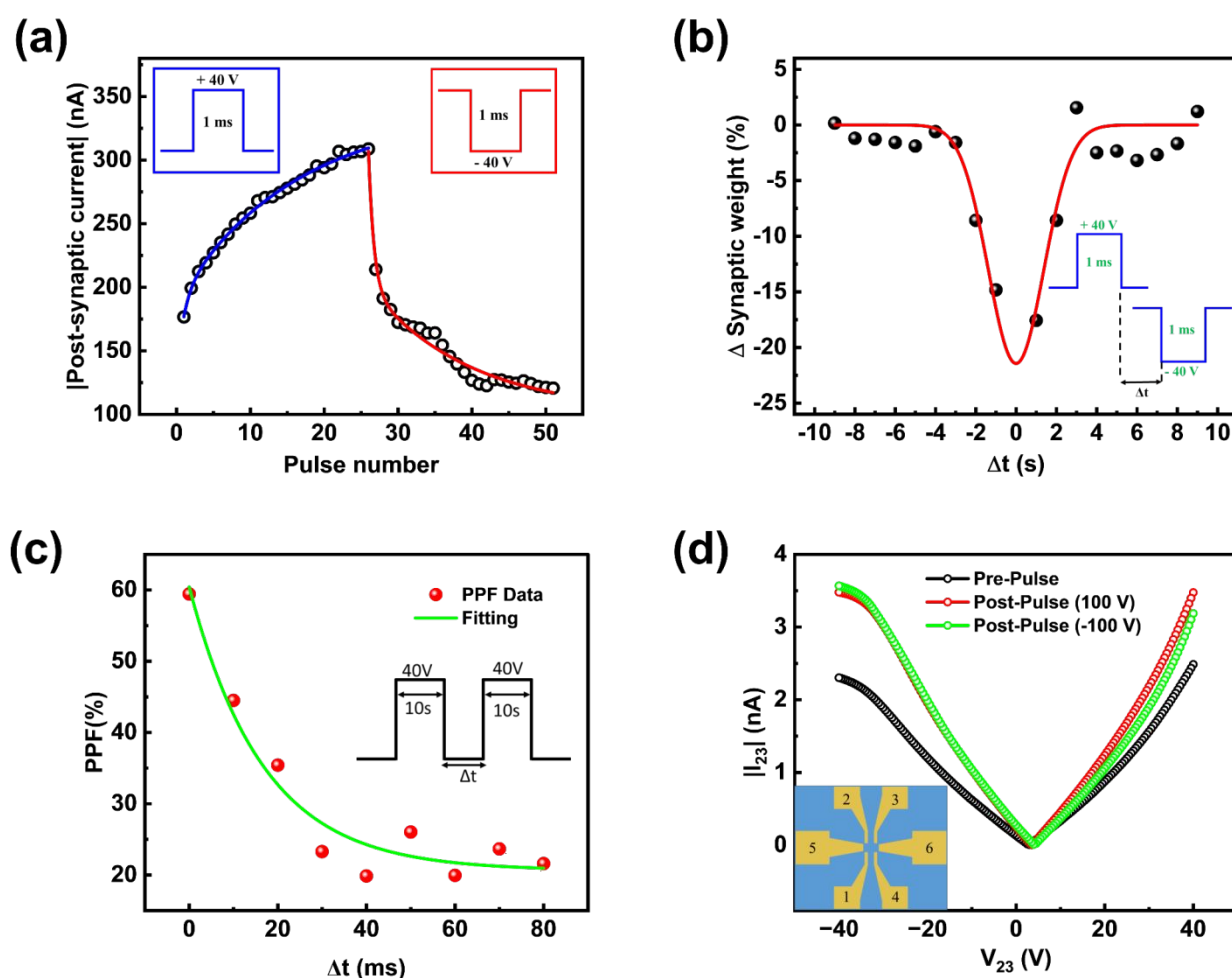 (a)
|Post-synaptic current| (nA)
350
300
250
200
150
100
+ 40 V
1 ms
1 ms
- 40 V
0 10 20 30 40 50
Pulse number
(b)
Δ Synaptic weight (%)
5
0
-5
-10
-15
-20
-25
+ 40 V
1 ms
1 ms
- 40 V
Δt
-10 -8 -6 -4 -2 0 2 4 6 8 10
Δt (s)
(c)
PPF(%)
60
50
40
30
20
PPF Data
Fitting
40V 40V
10s 10s
Δt
0 20 40 60 80
Δt (ms)
(d)
|I23| (nA)
4
3
2
1
0
Pre-Pulse
Post-Pulse (100 V)
Post-Pulse (-100 V)
2 3
5 6
1 4
−40 −20 0 20 40
V23 (V)